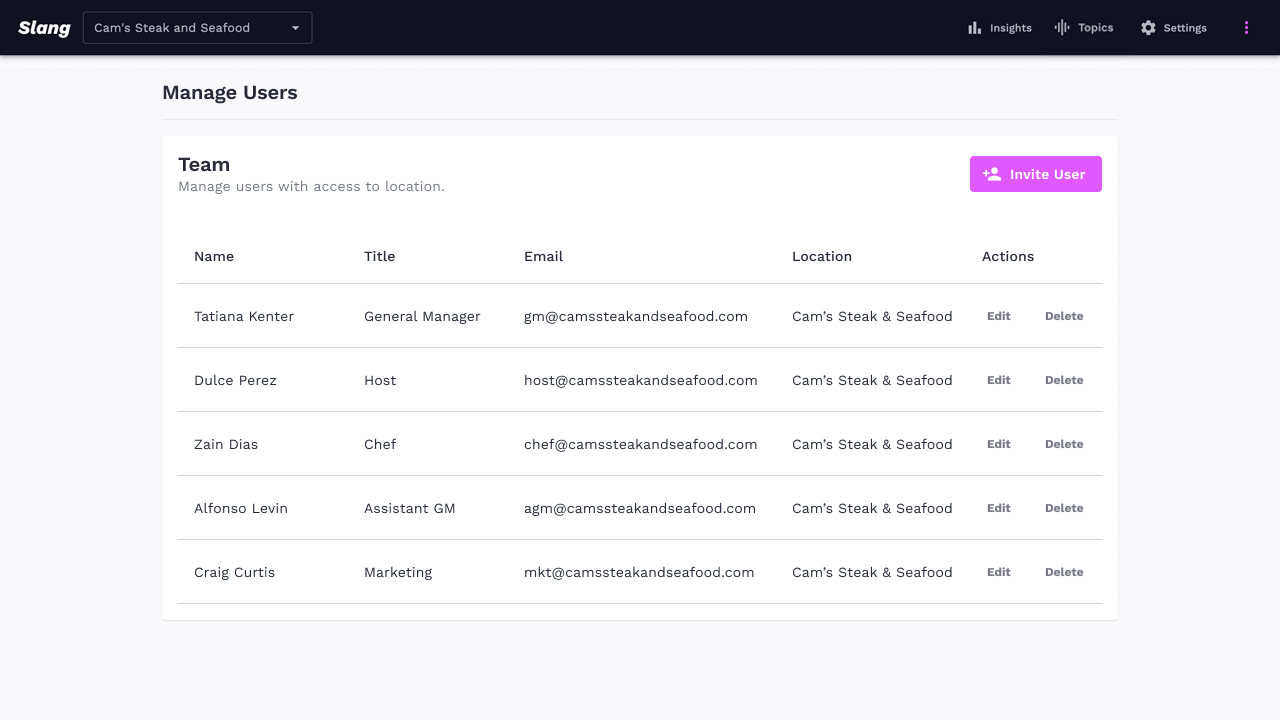 Slang Cam's Steak and Seafood Insights Topics Settings
Manage Users
Team
Manage users with access to location.
Invite User
Name Title Email Location Actions
Tatiana Kenter General Manager gm@camssteakandseafood.com Cam’s Steak & Seafood Edit Delete
Dulce Perez Host host@camssteakandseafood.com Cam’s Steak & Seafood Edit Delete
Zain Dias Chef chef@camssteakandseafood.com Cam’s Steak & Seafood Edit Delete
Alfonso Levin Assistant GM agm@camssteakandseafood.com Cam’s Steak & Seafood Edit Delete
Craig Curtis Marketing mkt@camssteakandseafood.com Cam’s Steak & Seafood Edit Delete